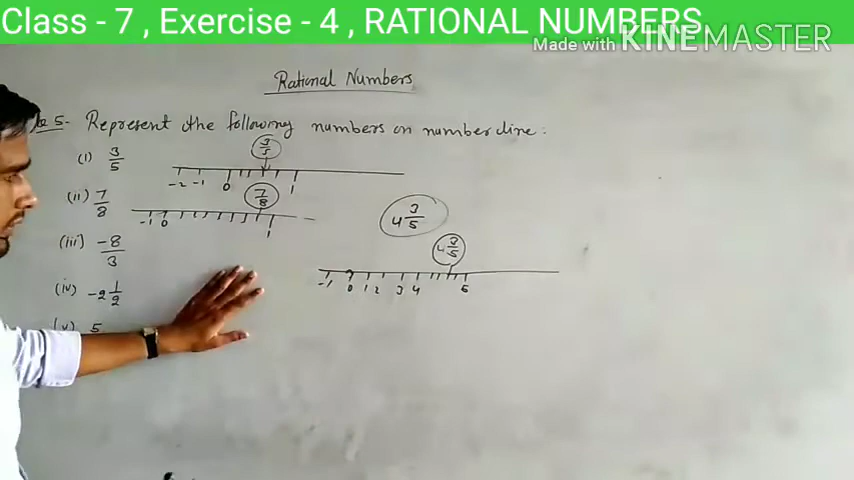 Class - 7 , Exercise - 4 , RATIONAL NUMBERS
Made with KINEMASTER
Rational Numbers
5- Represent the following numbers on number line :
(i) 3/5
3/5
-2 -1 0 1
(ii) 7/8
7/8
-1 0 1
4 3/5
4 3/5
-1 0 1 2 3 4 5
(iii) -8/3
(iv) -2 1/2
(v) 5